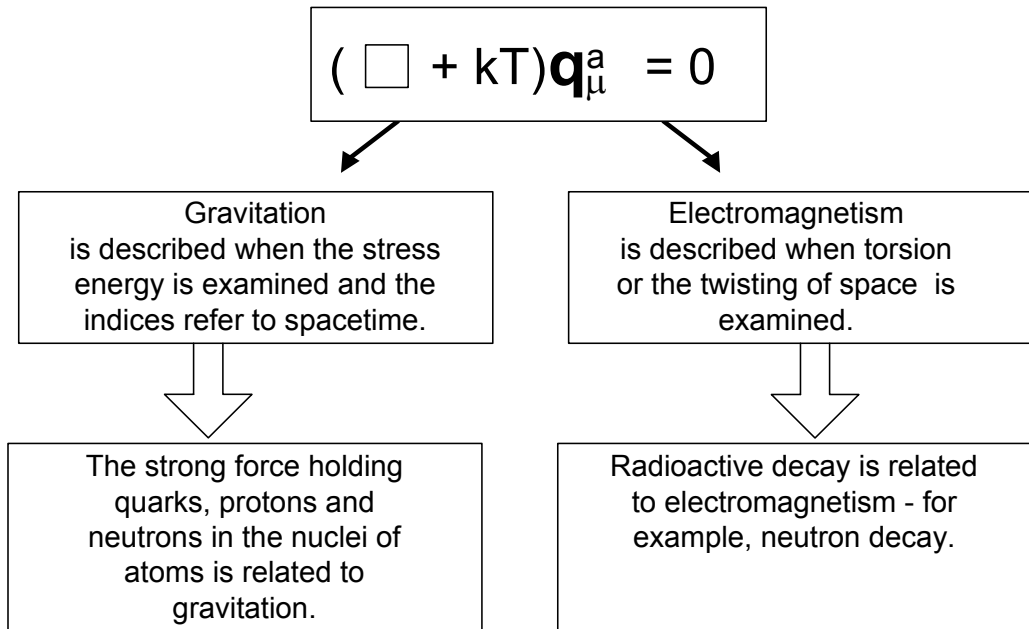 ( □ + kT)q^a_μ = 0
Gravitation
is described when the stress
energy is examined and the
indices refer to spacetime.
Electromagnetism
is described when torsion
or the twisting of space is
examined.
The strong force holding
quarks, protons and
neutrons in the nuclei of
atoms is related to
gravitation.
Radioactive decay is related
to electromagnetism - for
example, neutron decay.